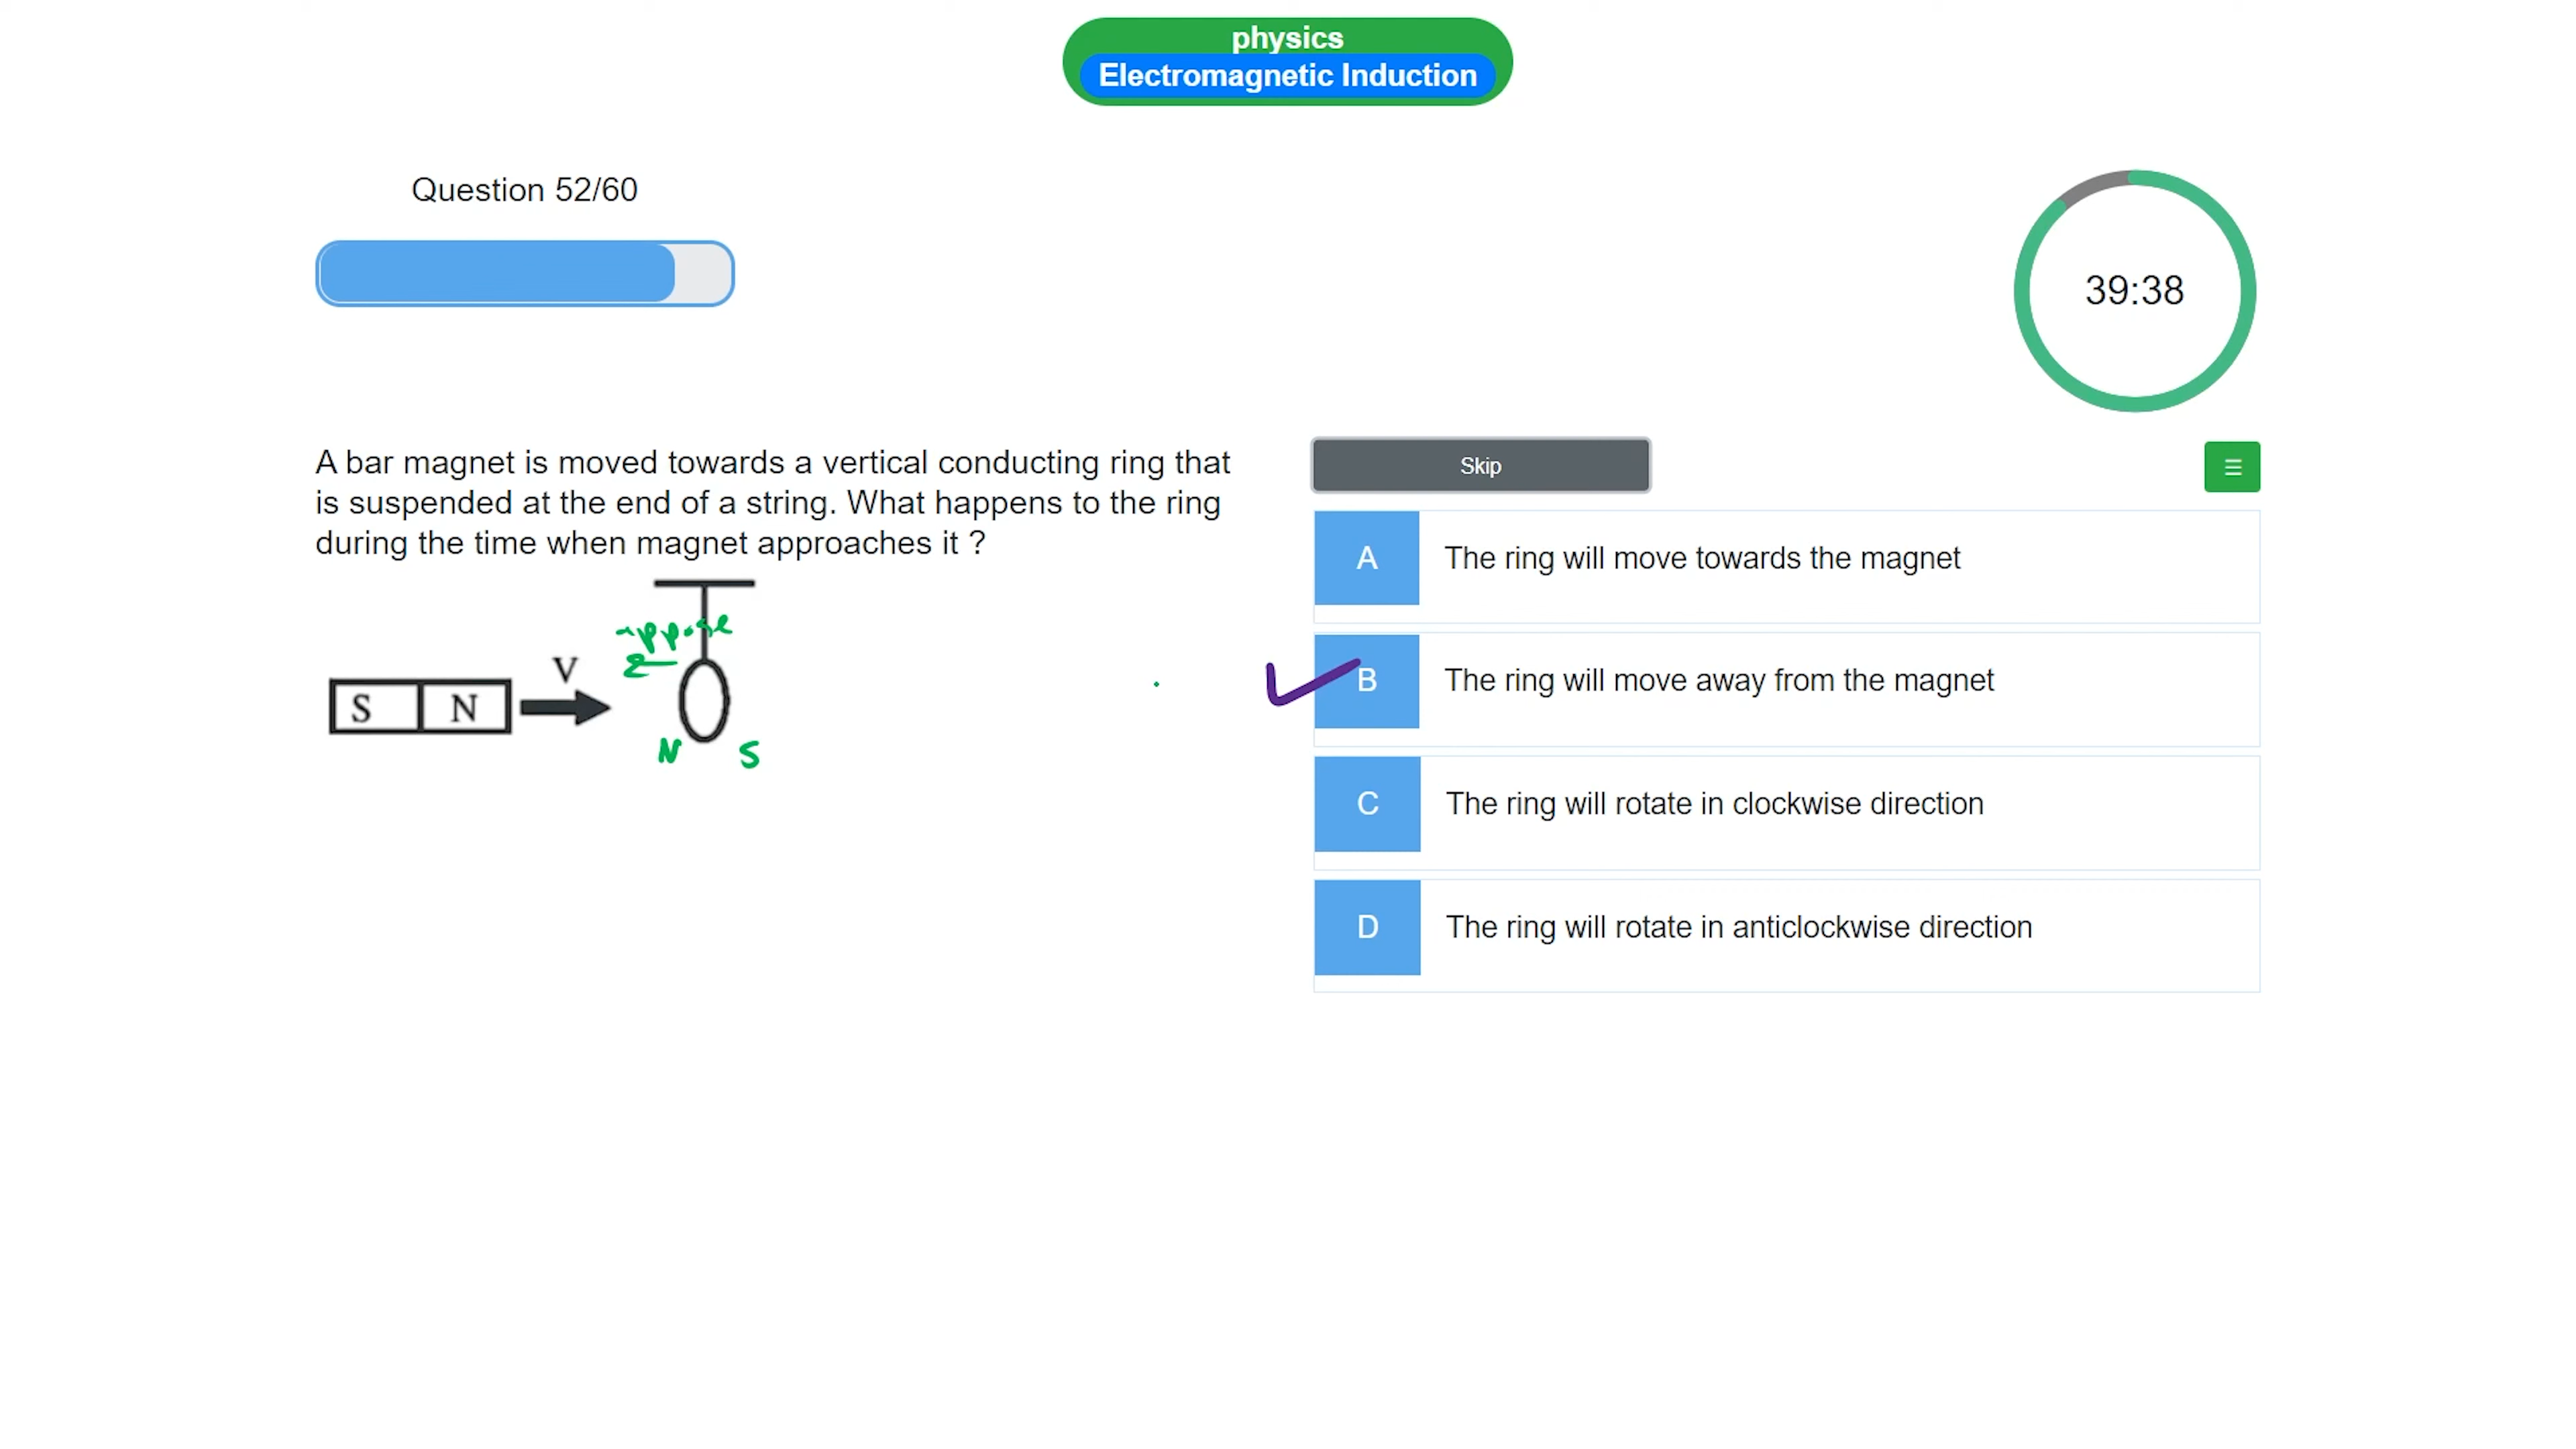 physics
Electromagnetic Induction
Question 52/60
39:38
A bar magnet is moved towards a vertical conducting ring that
is suspended at the end of a string. What happens to the ring
during the time when magnet approaches it ?
oppose
V
S N
N S
Skip
A The ring will move towards the magnet
B The ring will move away from the magnet
C The ring will rotate in clockwise direction
D The ring will rotate in anticlockwise direction